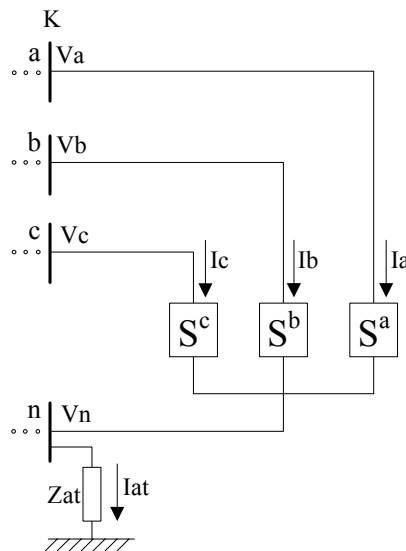 K
a Va
b Vb
c Vc
Ic Ib Ia
S^c S^b S^a
n Vn
Zat Iat